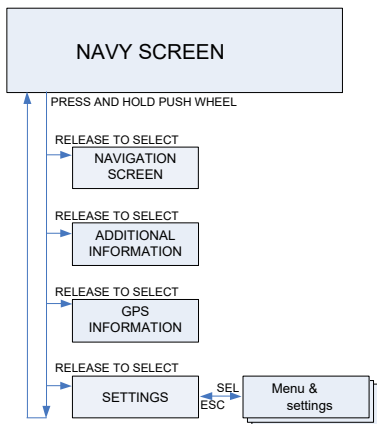 NAVY SCREEN
PRESS AND HOLD PUSH WHEEL
RELEASE TO SELECT
NAVIGATION
SCREEN
RELEASE TO SELECT
ADDITIONAL
INFORMATION
RELEASE TO SELECT
GPS
INFORMATION
RELEASE TO SELECT
SETTINGS
SEL
ESC
Menu &
settings